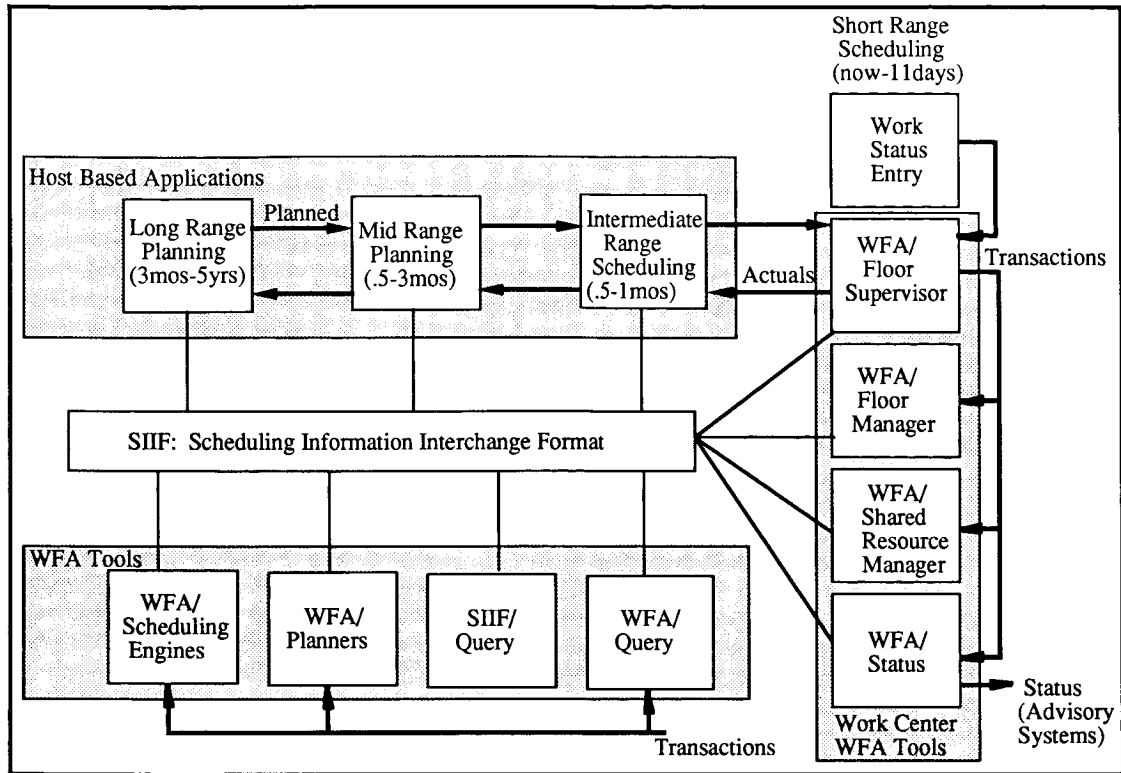 Short Range
Scheduling
(now-11days)
Work
Status
Entry
Host Based Applications
Long Range
Planning
(3mos-5yrs)
Planned
Mid Range
Planning
(.5-3mos)
Intermediate
Range
Scheduling
(.5-1mos)
Actuals
WFA/
Floor
Supervisor
Transactions
WFA/
Floor
Manager
SIIF: Scheduling Information Interchange Format
WFA/
Shared
Resource
Manager
WFA Tools
WFA/
Scheduling
Engines
WFA/
Planners
SIIF/
Query
WFA/
Query
Transactions
WFA/
Status
Work Center
WFA Tools
Status
(Advisory
Systems)